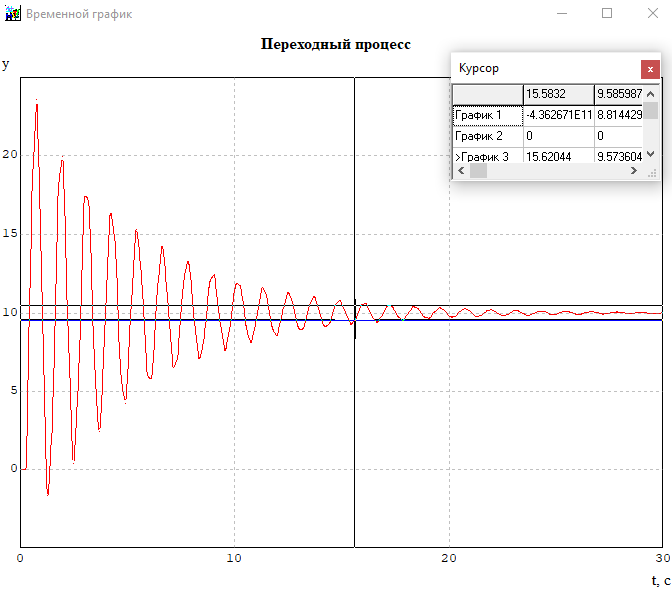 Временной график
Переходный процесс
y
Курсор
x
15.5832 9.585987
График 1 -4.362671E11 8.814429
График 2 0 0
>График 3 15.62044 9.573604
20
15
10
5
0
0 10 20 30
t, c